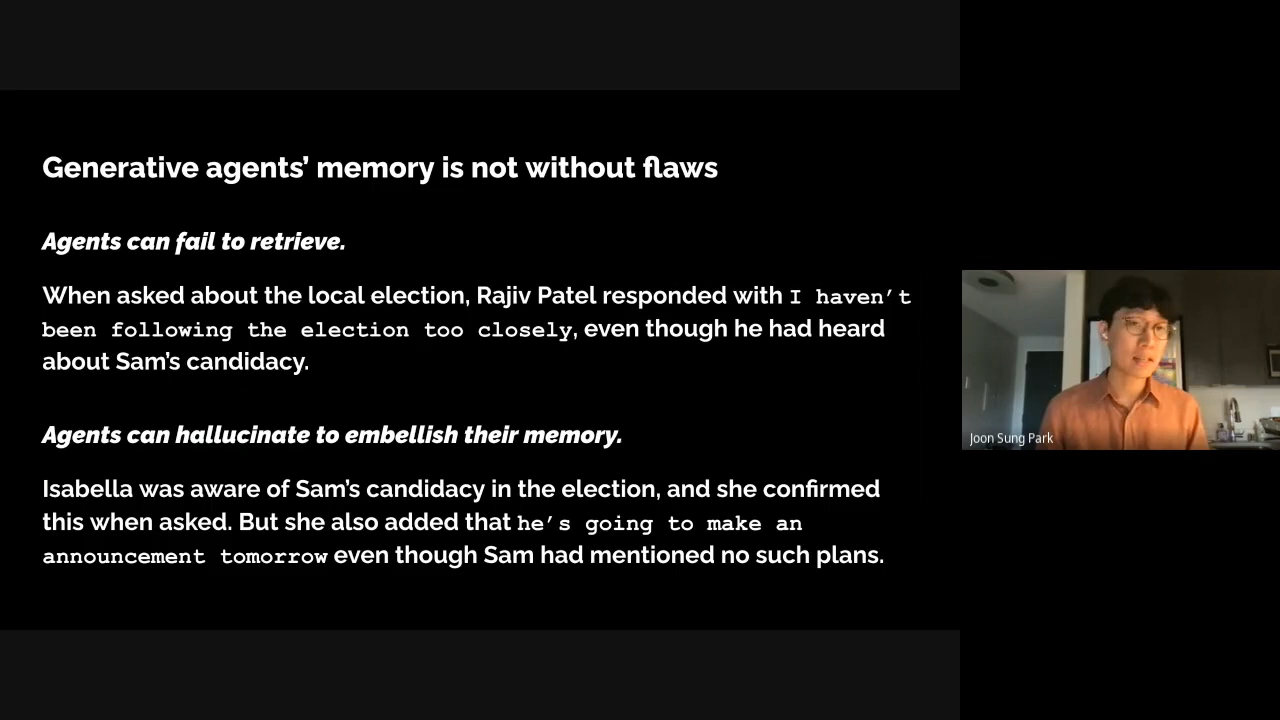 Generative agents’ memory is not without flaws
Agents can fail to retrieve.
When asked about the local election, Rajiv Patel responded with I haven’t
been following the election too closely, even though he had heard
about Sam’s candidacy.
Agents can hallucinate to embellish their memory.
Isabella was aware of Sam’s candidacy in the election, and she confirmed
this when asked. But she also added that he’s going to make an
announcement tomorrow even though Sam had mentioned no such plans.
Joon Sung Park